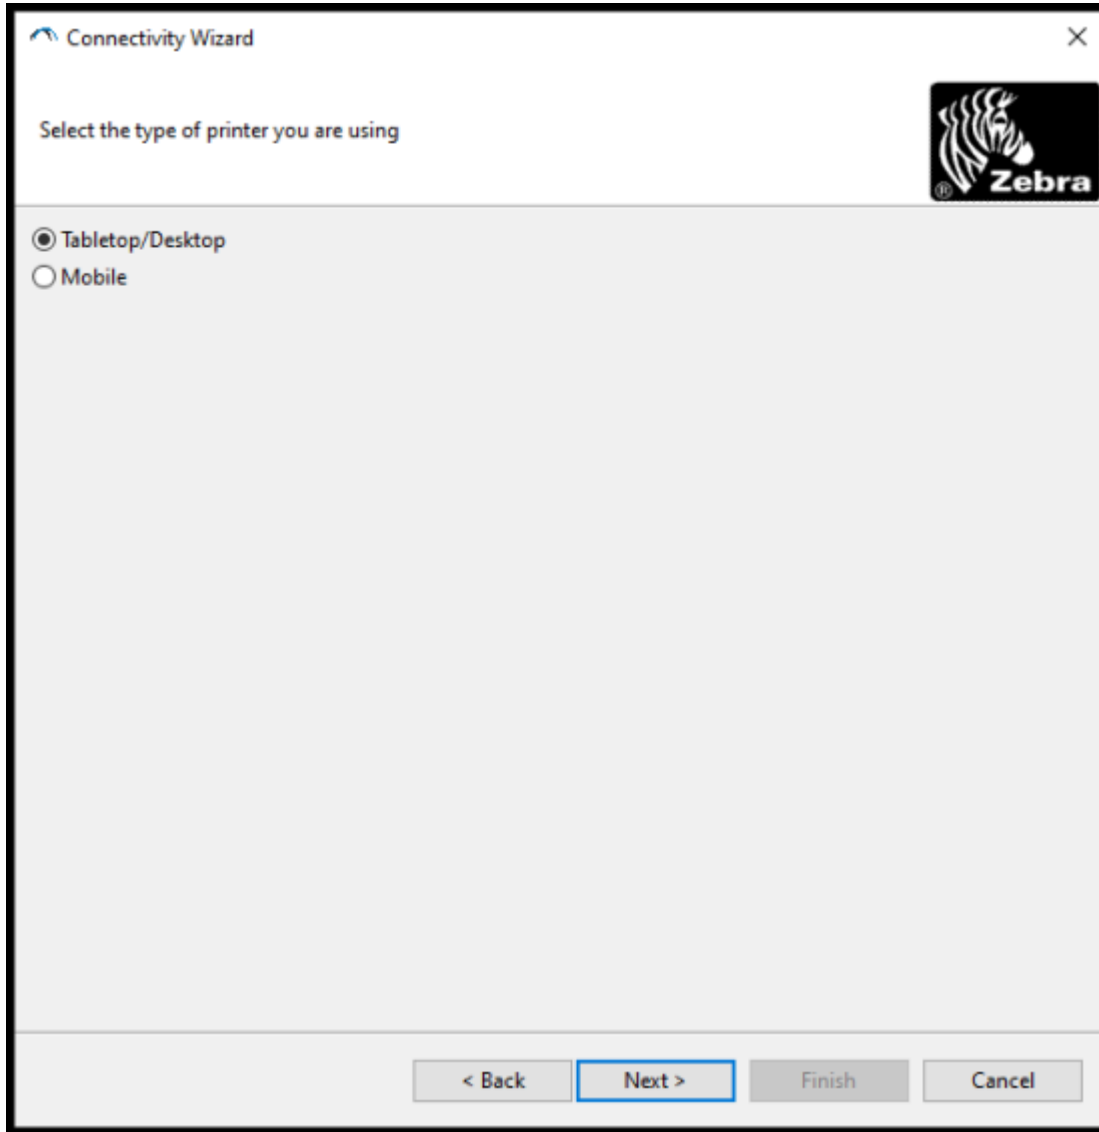 Connectivity Wizard
Select the type of printer you are using
® Zebra
Tabletop/Desktop
Mobile
< Back Next > Finish Cancel